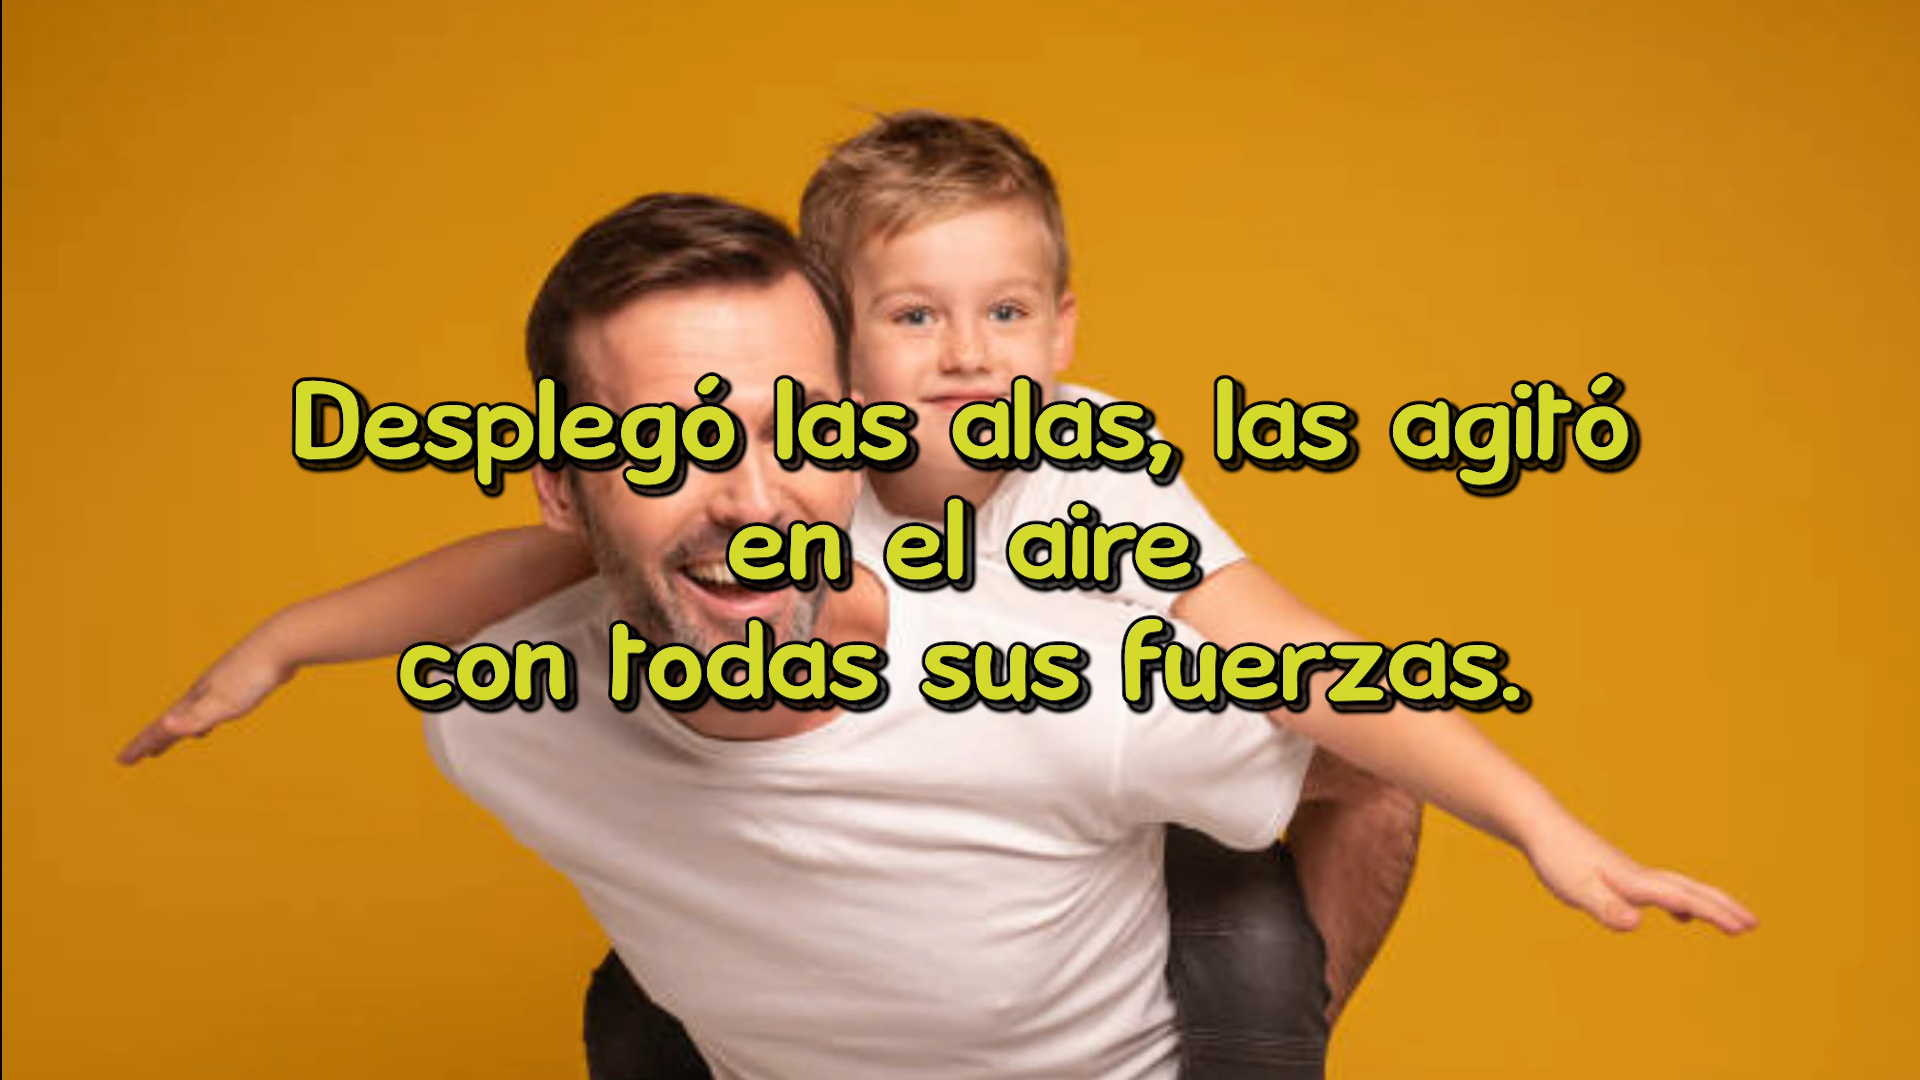 Desplegó las alas, las agitó
en el aire
con todas sus fuerzas.